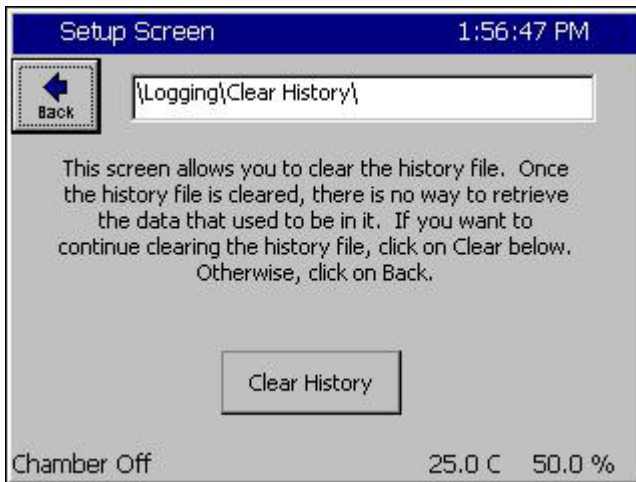 Setup Screen 1:56:47 PM
Back
\Logging\Clear History\
This screen allows you to clear the history file. Once
the history file is cleared, there is no way to retrieve
the data that used to be in it. If you want to
continue clearing the history file, click on Clear below.
Otherwise, click on Back.
Clear History
Chamber Off 25.0 C 50.0 %